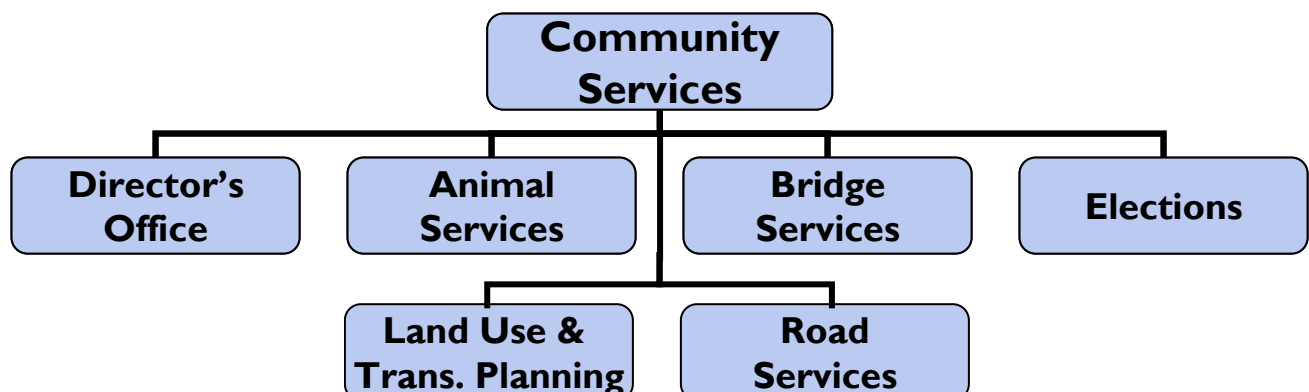 Community
Services
Director’s
Office
Animal
Services
Bridge
Services
Elections
Land Use &
Trans. Planning
Road
Services